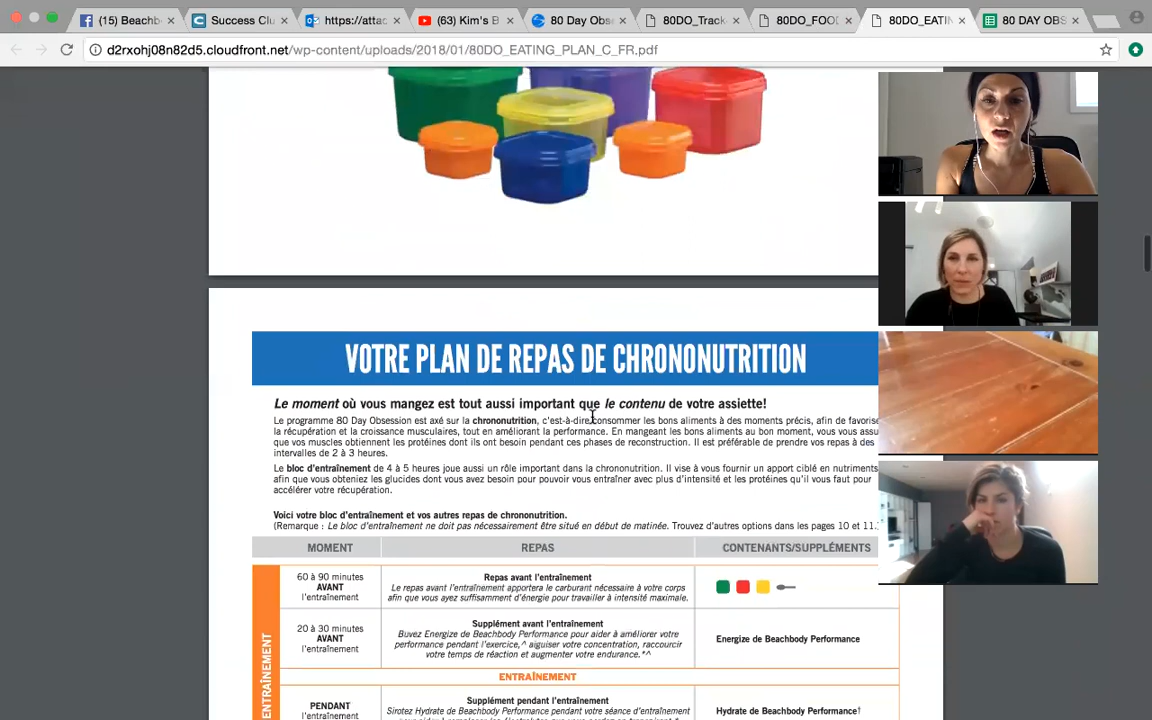 (15) Beachb
Success Clu
https://attac
(63) Kim's B
80 Day Obs
80DO_Track
80DO_FOO
80DO_EATIN
80 DAY OBS
d2rxohj08n82d5.cloudfront.net/wp-content/uploads/2018/01/80DO_EATING_PLAN_C_FR.pdf
VOTRE PLAN DE REPAS DE CHRONONUTRITION
Le moment où vous mangez est tout aussi important que le contenu de votre assiette!
Le programme 80 Day Obsession est axé sur la chrononutrition, c'est-à-dire consommer les bons aliments à des moments précis, afin de favorise
la récupération et la croissance musculaires, tout en améliorant la performance. En mangeant les bons aliments au bon moment, vous vous assu
que vos muscles obtiennent les protéines dont ils ont besoin pendant ces phases de reconstruction. Il est préférable de prendre vos repas à des
intervalles de 2 à 3 heures.
Le bloc d'entraînement de 4 à 5 heures joue aussi un rôle important dans la chrononutrition. Il vise à vous fournir un apport ciblé en nutriments
afin que vous obteniez les glucides dont vous avez besoin pour pouvoir vous entraîner avec plus d'intensité et les protéines qu'il vous faut pour
accélérer votre récupération.
Voici votre bloc d'entraînement et vos autres repas de chrononutrition.
(Remarque : Le bloc d'entraînement ne doit pas nécessairement être situé en début de matinée. Trouvez d'autres options dans les pages 10 et 11.
MOMENT REPAS CONTENANTS/SUPPLÉMENTS
60 à 90 minutes
AVANT
l'entraînement
Repas avant l'entraînement
Le repas avant l'entraînement apportera le carburant nécessaire à votre corps
afin que vous ayez suffisamment d'énergie pour travailler à intensité maximale.
20 à 30 minutes
AVANT
l'entraînement
Supplément avant l'entraînement
Buvez Energize de Beachbody Performance pour aider à améliorer votre
performance pendant l'exercice,^ aiguiser votre concentration, raccourcir
votre temps de réaction et augmenter votre endurance.*^
Energize de Beachbody Performance
ENTRAÎNEMENT
ENTRAÎNEMENT
PENDANT
l'entraînement
Supplément pendant l'entraînement
Sirotez Hydrate de Beachbody Performance pendant votre séance d'entraînement
Hydrate de Beachbody Performance†